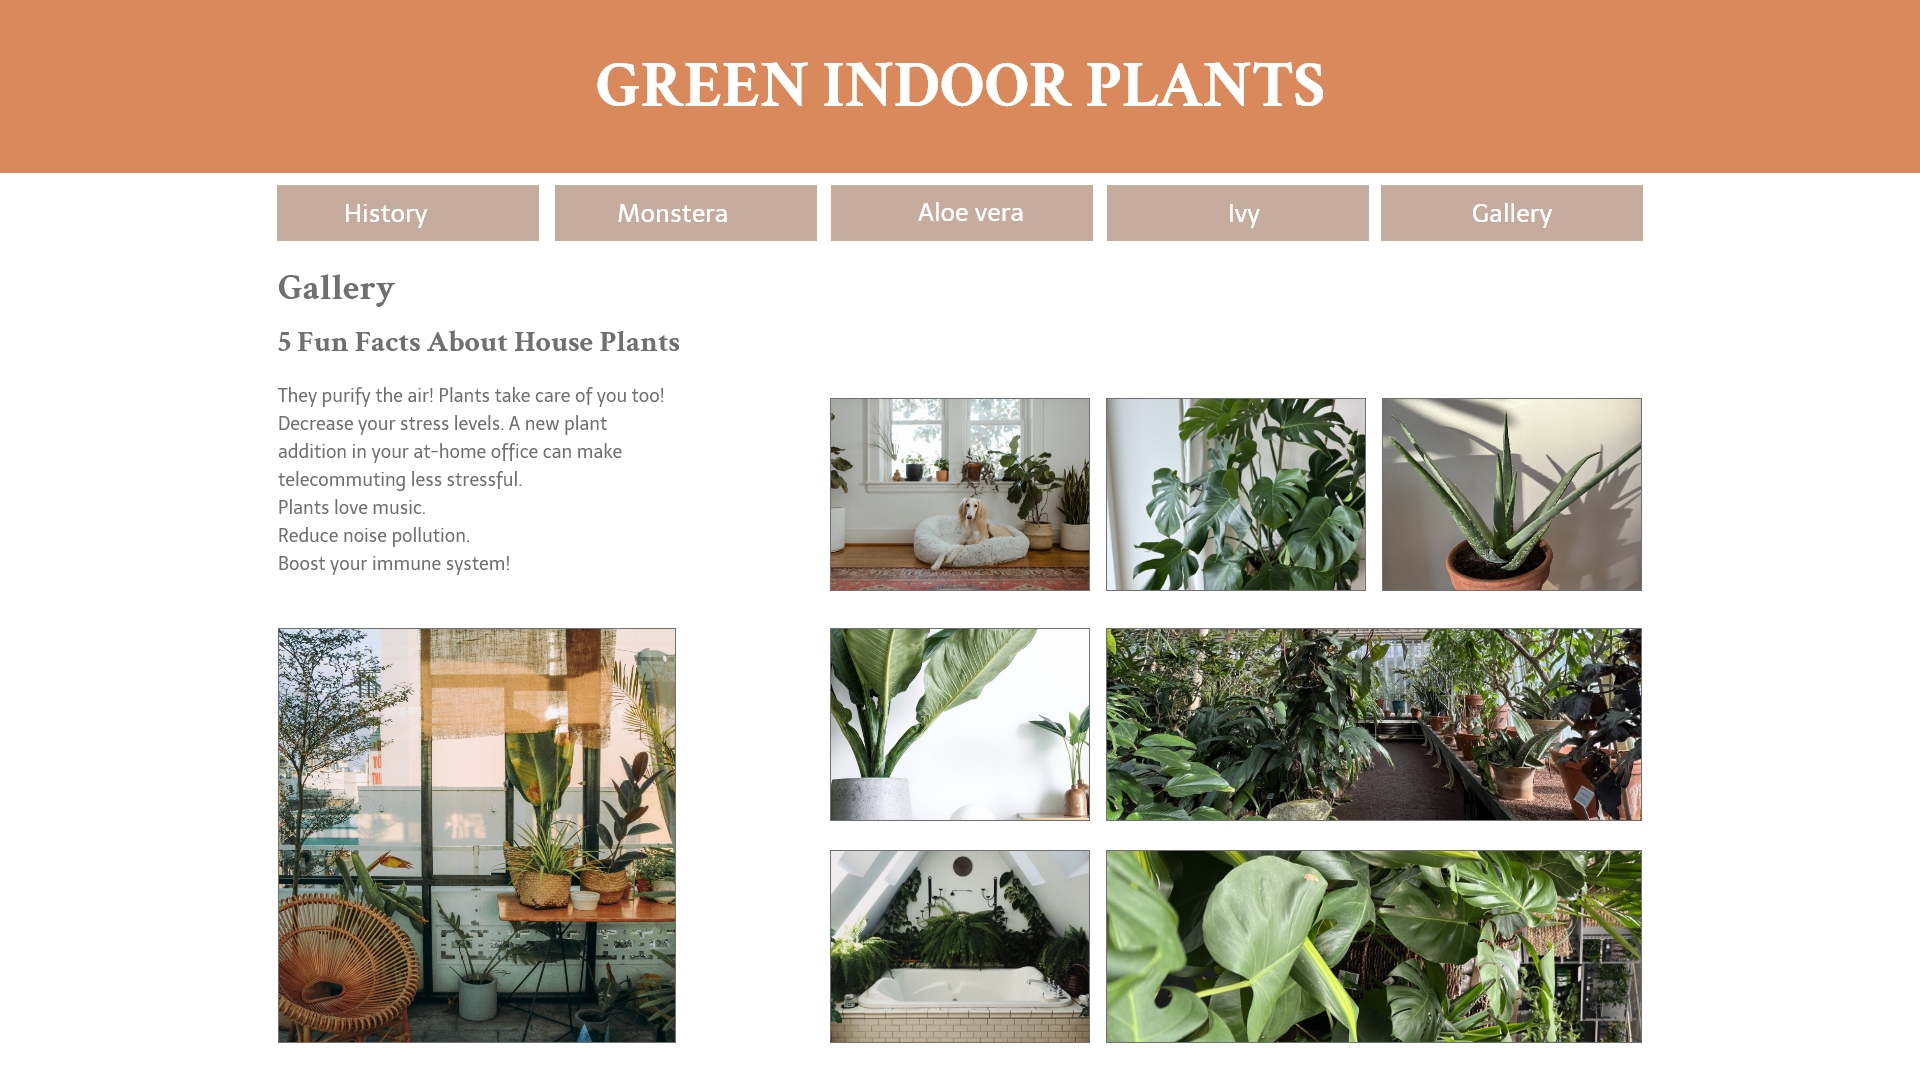 GREEN INDOOR PLANTS
History
Monstera
Aloe vera
Ivy
Gallery
Gallery
5 Fun Facts About House Plants
They purify the air! Plants take care of you too!
Decrease your stress levels. A new plant
addition in your at-home office can make
telecommuting less stressful.
Plants love music.
Reduce noise pollution.
Boost your immune system!